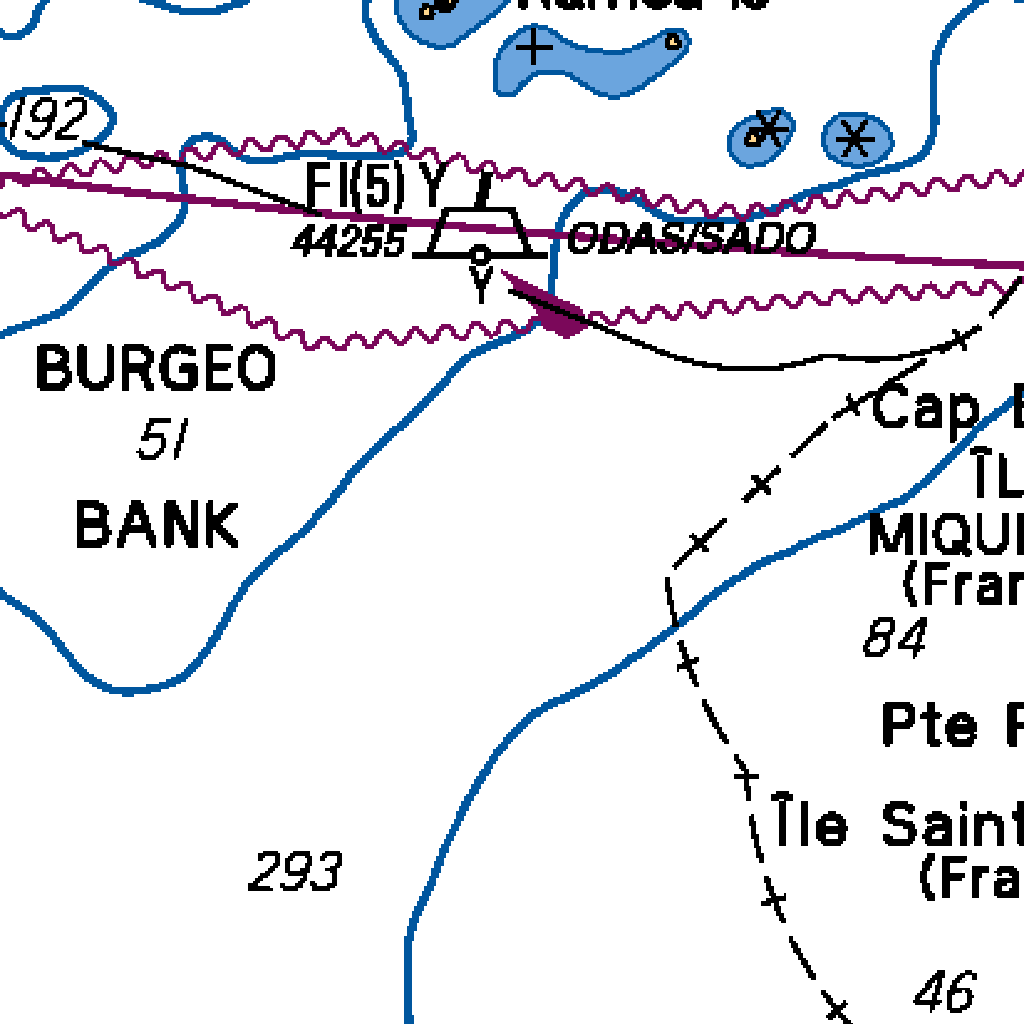 192
Fl(5) Y
44255
ODAS/SADO
Y
BURGEO
51
BANK
Cap
ÎL
MIQU
(Fran
84
Pte
Île Saint
(Fra
293
46